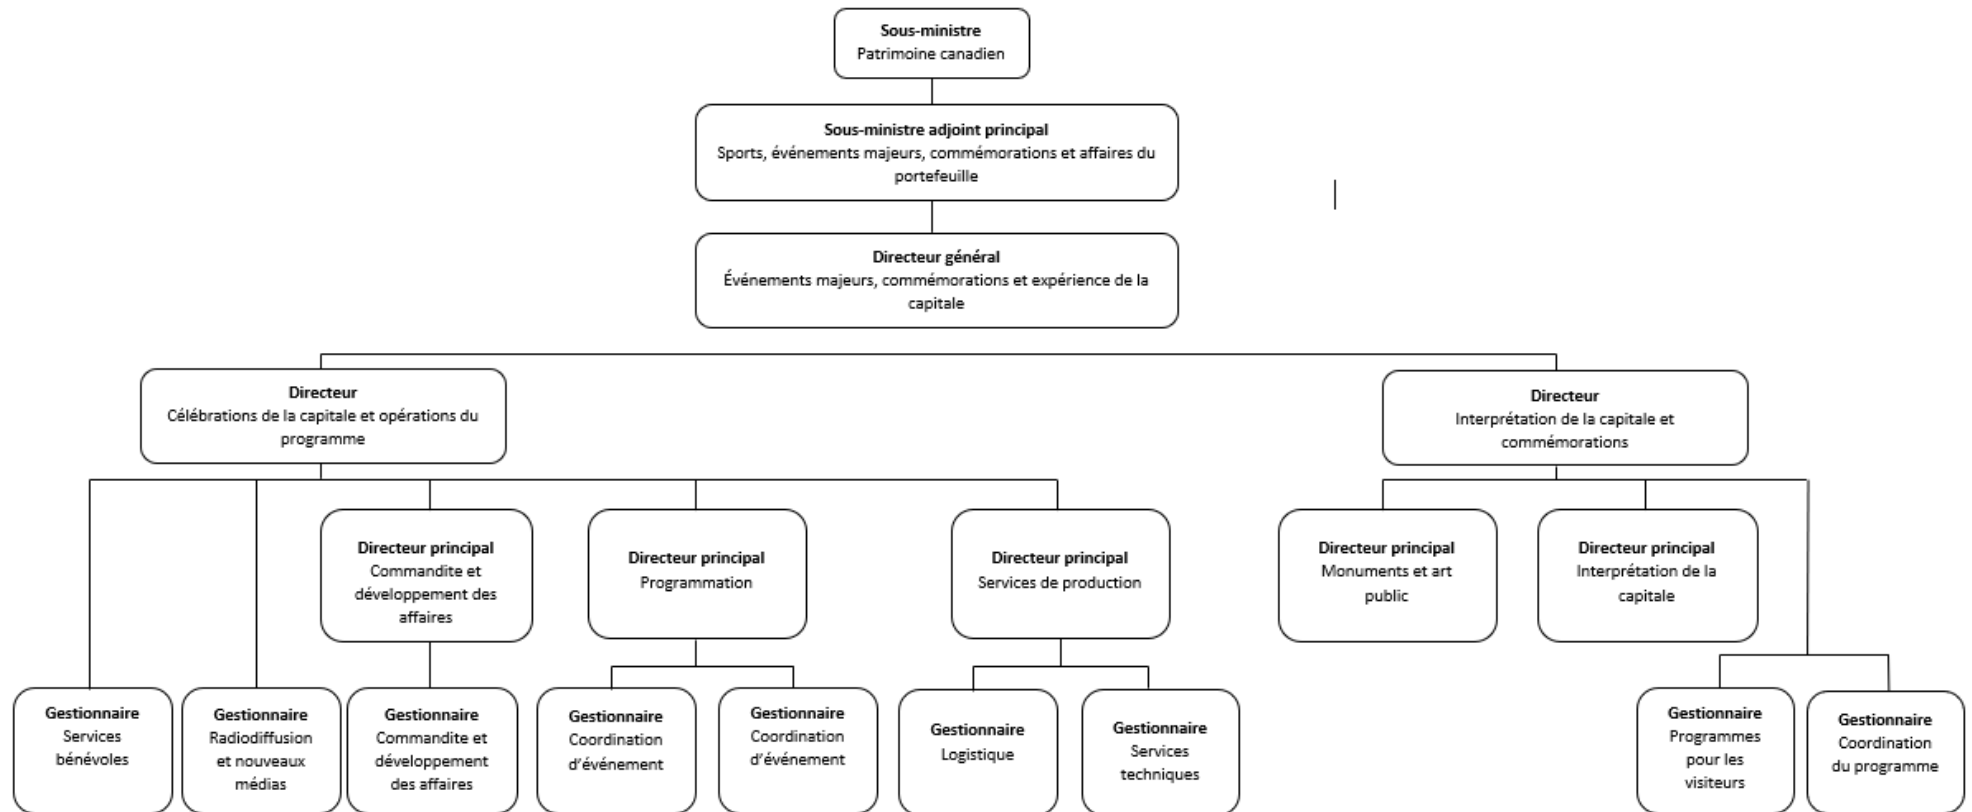 Sous-ministre
Patrimoine canadien
Sous-ministre adjoint principal
Sports, événements majeurs, commémorations et affaires du
portefeuille
Directeur général
Événements majeurs, commémorations et expérience de la
capitale
Directeur
Célébrations de la capitale et opérations du
programme
Directeur
Interprétation de la capitale et
commémorations
Directeur principal
Commandite et
développement des
affaires
Directeur principal
Programmation
Directeur principal
Services de production
Directeur principal
Monuments et art
public
Directeur principal
Interprétation de la
capitale
Gestionnaire
Services
bénévoles
Gestionnaire
Radiodiffusion
et nouveaux
médias
Gestionnaire
Commandite et
développement
des affaires
Gestionnaire
Coordination
d’événement
Gestionnaire
Coordination
d’événement
Gestionnaire
Logistique
Gestionnaire
Services
techniques
Gestionnaire
Programmes
pour les
visiteurs
Gestionnaire
Coordination
du programme